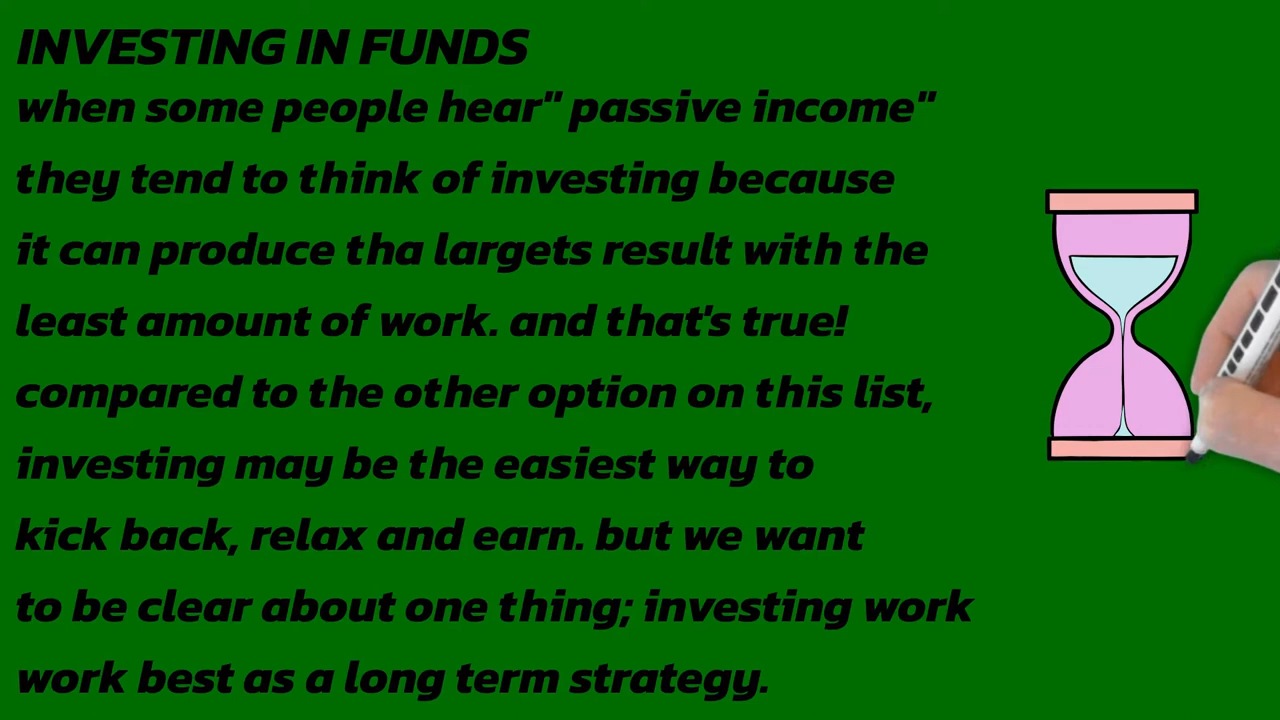 INVESTING IN FUNDS
when some people hear" passive income"
they tend to think of investing because
it can produce tha largets result with the
least amount of work. and that's true!
compared to the other option on this list,
investing may be the easiest way to
kick back, relax and earn. but we want
to be clear about one thing; investing work
work best as a long term strategy.